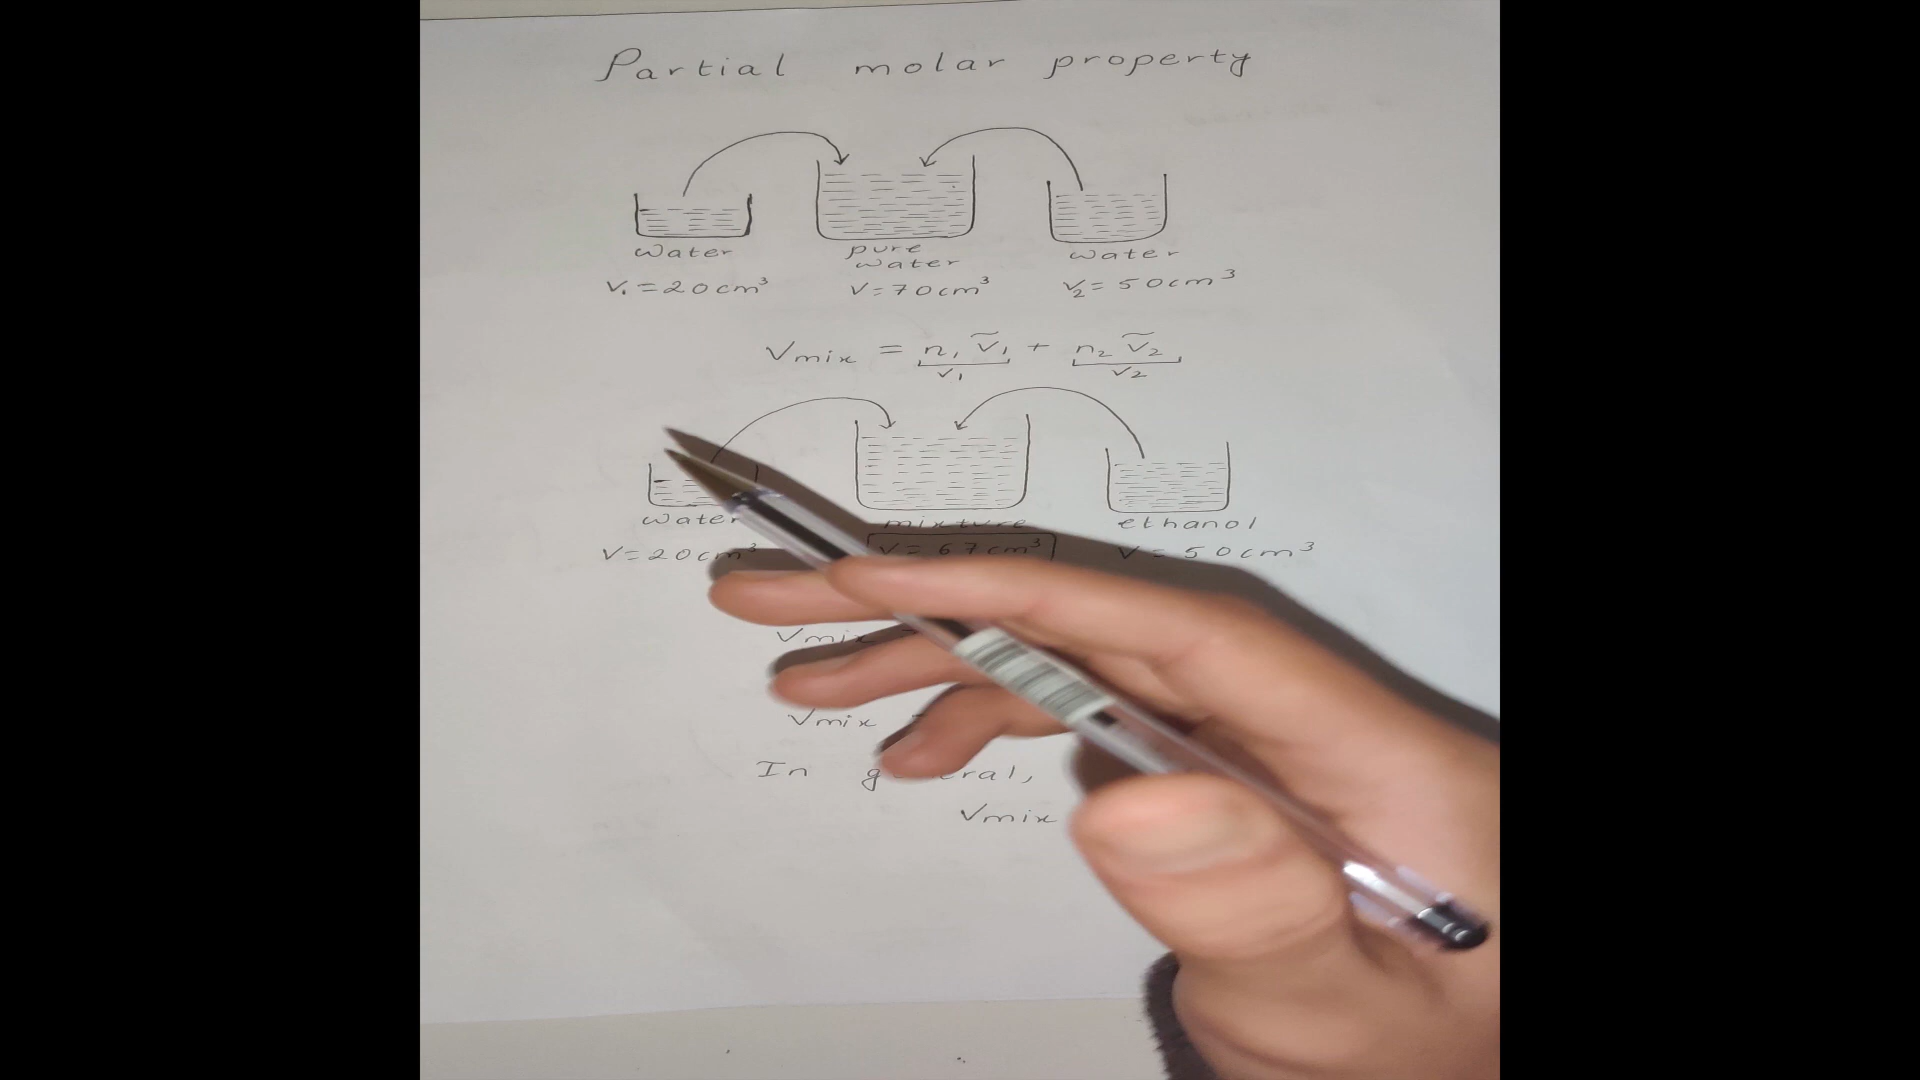 Partial molar property
water pure water water
V₁=20cm³ V=70cm³ V₂=50cm³
Vmix = n₁ Ṽ₁ + n₂ Ṽ₂
V₁ V₂
water mixture ethanol
V=20cm³ V=67cm³ V=50cm³
Vmix
Vmix
In general,
Vmix